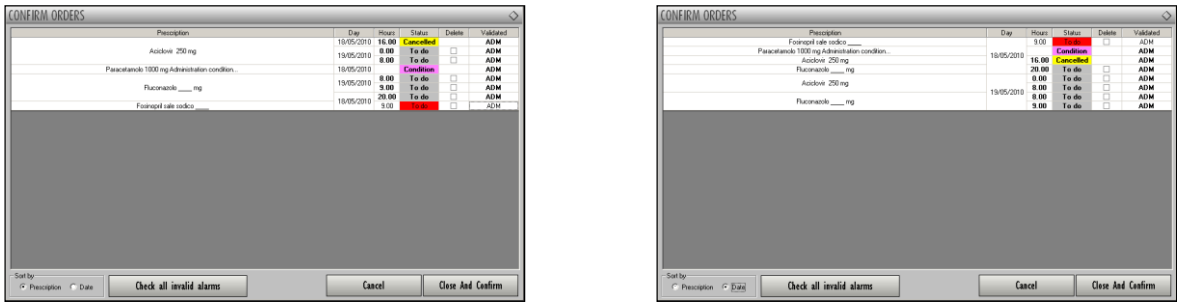 CONFIRM ORDERS
Prescription Day Hours Status Delete Validated
18/05/2010 16.00 Cancelled ADM
Aciclovir 250 mg 19/05/2010 0.00 To do ADM
8.00 To do ADM
Paracetamolo 1000 mg Administration condition... 18/05/2010 Condition ADM
Fluconazolo ____ mg 19/05/2010 0.00 To do ADM
9.00 To do ADM
18/05/2010 20.00 To do ADM
Fosinopril sale sodico ____ 9.00 To do ADM
Sort by
Prescription Date Check all invalid alarms Cancel Close And Confirm
CONFIRM ORDERS
Prescription Day Hours Status Delete Validated
Fosinopril sale sodico ____ 18/05/2010 9.00 To do ADM
Paracetamolo 1000 mg Administration condition... Condition ADM
Aciclovir 250 mg 16.00 Cancelled ADM
Fluconazolo ____ mg 20.00 To do ADM
Aciclovir 250 mg 19/05/2010 0.00 To do ADM
8.00 To do ADM
Fluconazolo ____ mg 0.00 To do ADM
9.00 To do ADM
Sort by
Prescription Date Check all invalid alarms Cancel Close And Confirm